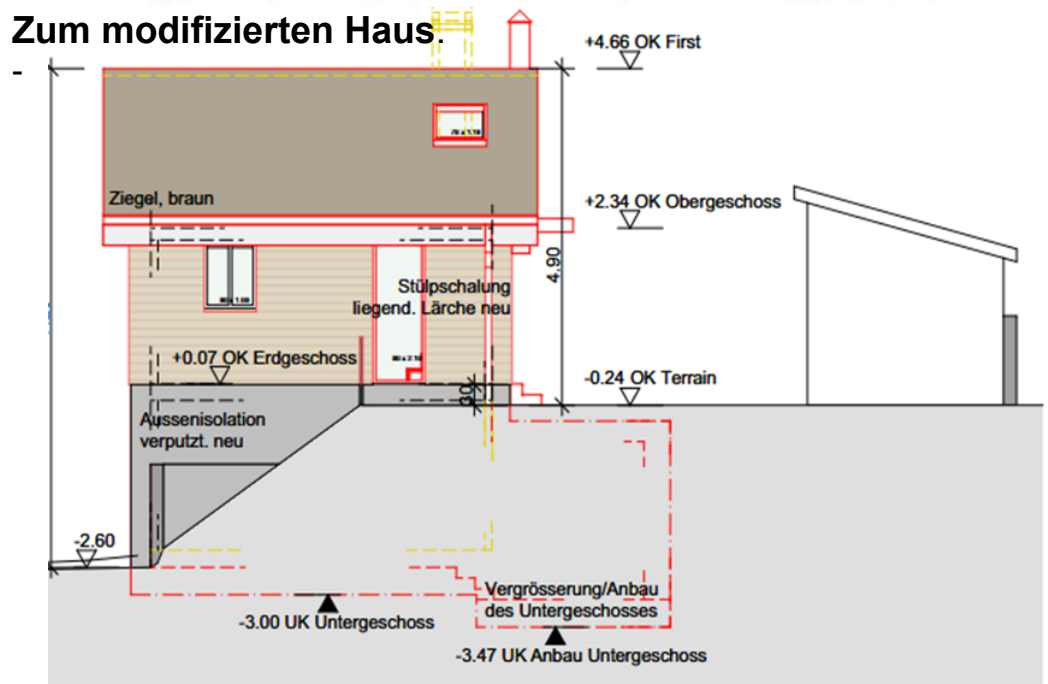 Zum modifizierten Haus.
-
+4.66 OK First
Ziegel, braun
+2.34 OK Obergeschoss
4.90
Stülpschalung
liegend. Lärche neu
+0.07 OK Erdgeschoss
-0.24 OK Terrain
30
Aussenisolation
verputzt. neu
-2.60
Vergrösserung/Anbau
des Untergeschosses
-3.00 UK Untergeschoss
-3.47 UK Anbau Untergeschoss